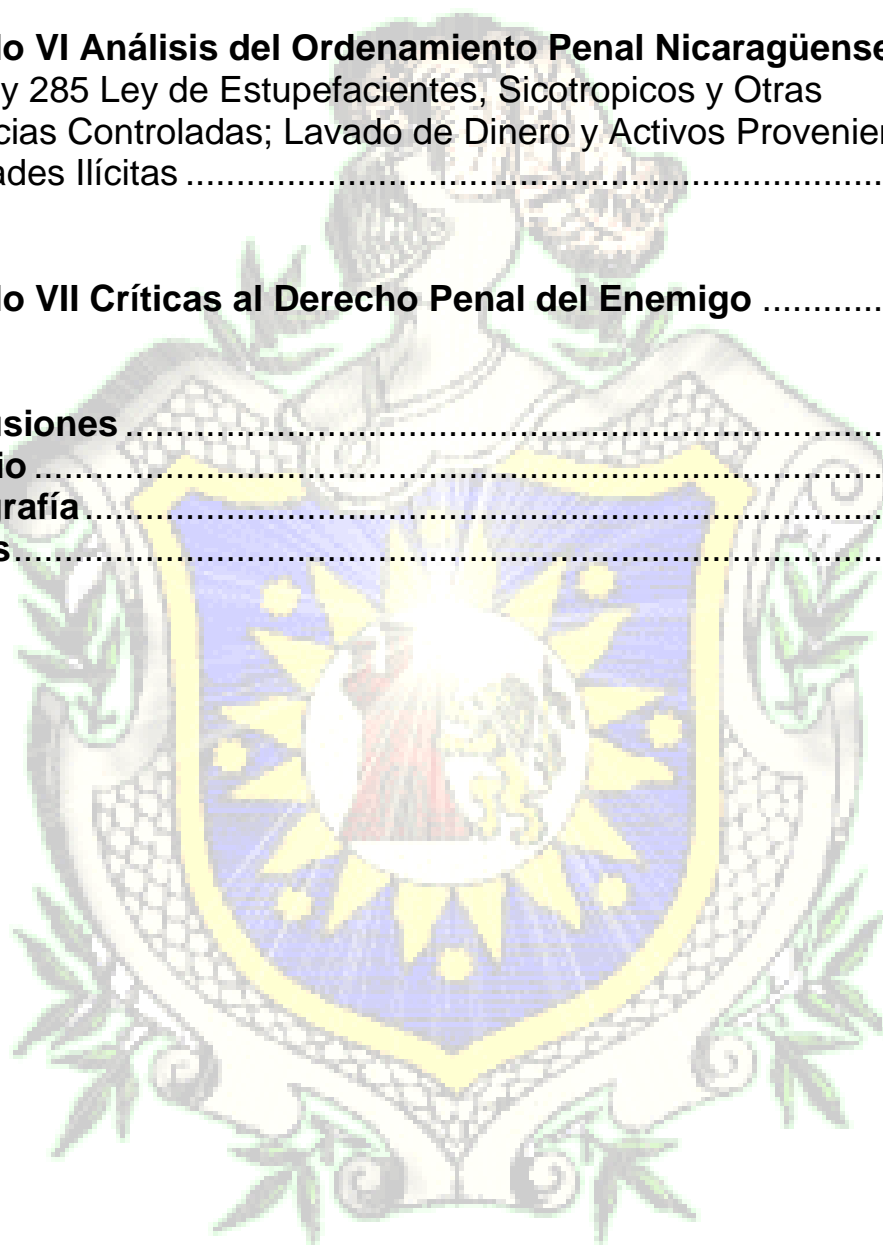 lo VI Análisis del Ordenamiento Penal Nicaragüense
y 285 Ley de Estupefacientes, Sicotropicos y Otras
cias Controladas; Lavado de Dinero y Activos Provenier
ades Ilícitas ....................................................................
lo VII Críticas al Derecho Penal del Enemigo ............
usiones ..........................................................................
io ...................................................................................
rafía ..............................................................................
s .....................................................................................